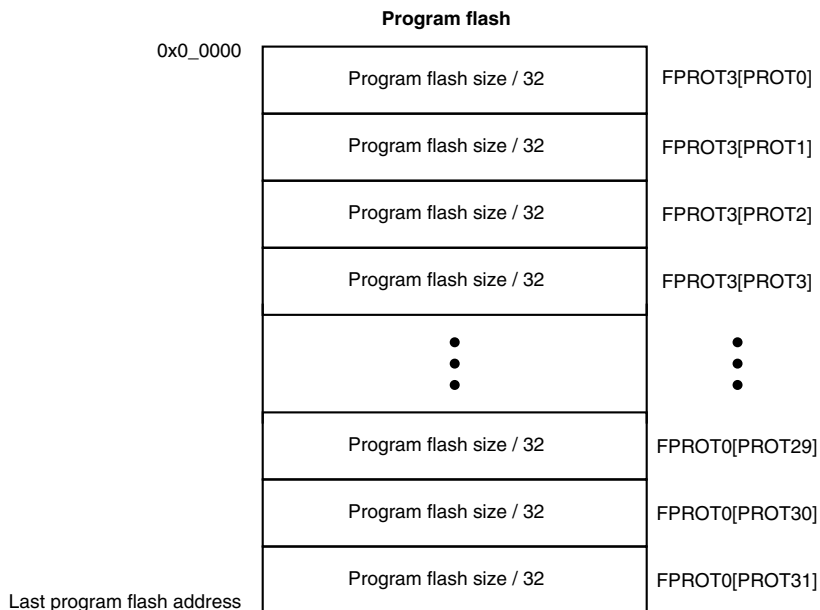 Program flash
0x0_0000
Program flash size / 32 FPROT3[PROT0]
Program flash size / 32 FPROT3[PROT1]
Program flash size / 32 FPROT3[PROT2]
Program flash size / 32 FPROT3[PROT3]
Program flash size / 32 FPROT0[PROT29]
Program flash size / 32 FPROT0[PROT30]
Program flash size / 32 FPROT0[PROT31]
Last program flash address